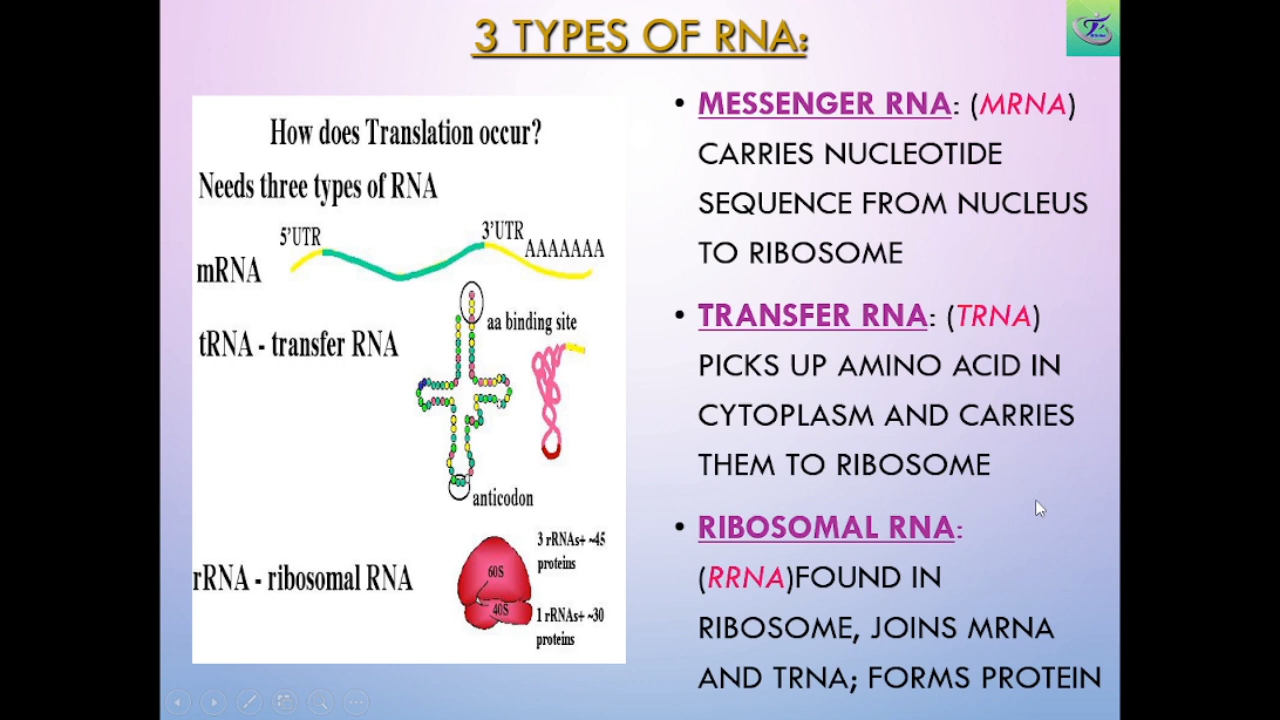 3 TYPES OF RNA:
How does Translation occur?
Needs three types of RNA
5'UTR
3'UTR
AAAAAAA
mRNA
aa binding site
tRNA - transfer RNA
anticodon
3 rRNAs+ ~45
proteins
60S
rRNA - ribosomal RNA
40S
1 rRNAs+ ~30
proteins
• MESSENGER RNA: (MRNA)
CARRIES NUCLEOTIDE
SEQUENCE FROM NUCLEUS
TO RIBOSOME
• TRANSFER RNA: (TRNA)
PICKS UP AMINO ACID IN
CYTOPLASM AND CARRIES
THEM TO RIBOSOME
• RIBOSOMAL RNA:
(RRNA)FOUND IN
RIBOSOME, JOINS MRNA
AND TRNA; FORMS PROTEIN